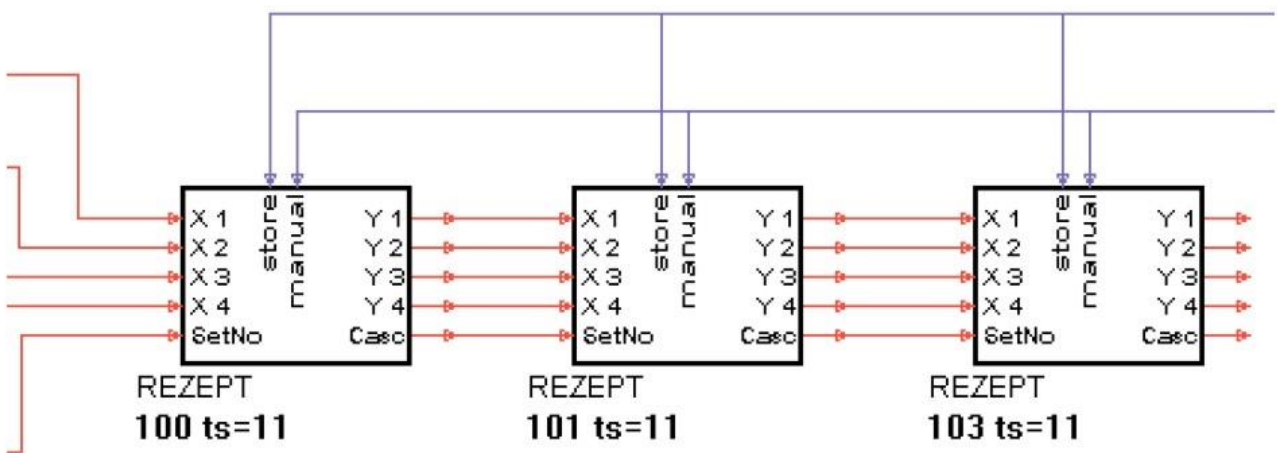 store
manual
X 1
Y 1
X 2
Y 2
X 3
Y 3
X 4
Y 4
SetNo
Casc
REZEPT
100 ts=11
store
manual
X 1
Y 1
X 2
Y 2
X 3
Y 3
X 4
Y 4
SetNo
Casc
REZEPT
101 ts=11
store
manual
X 1
Y 1
X 2
Y 2
X 3
Y 3
X 4
Y 4
SetNo
Casc
REZEPT
103 ts=11